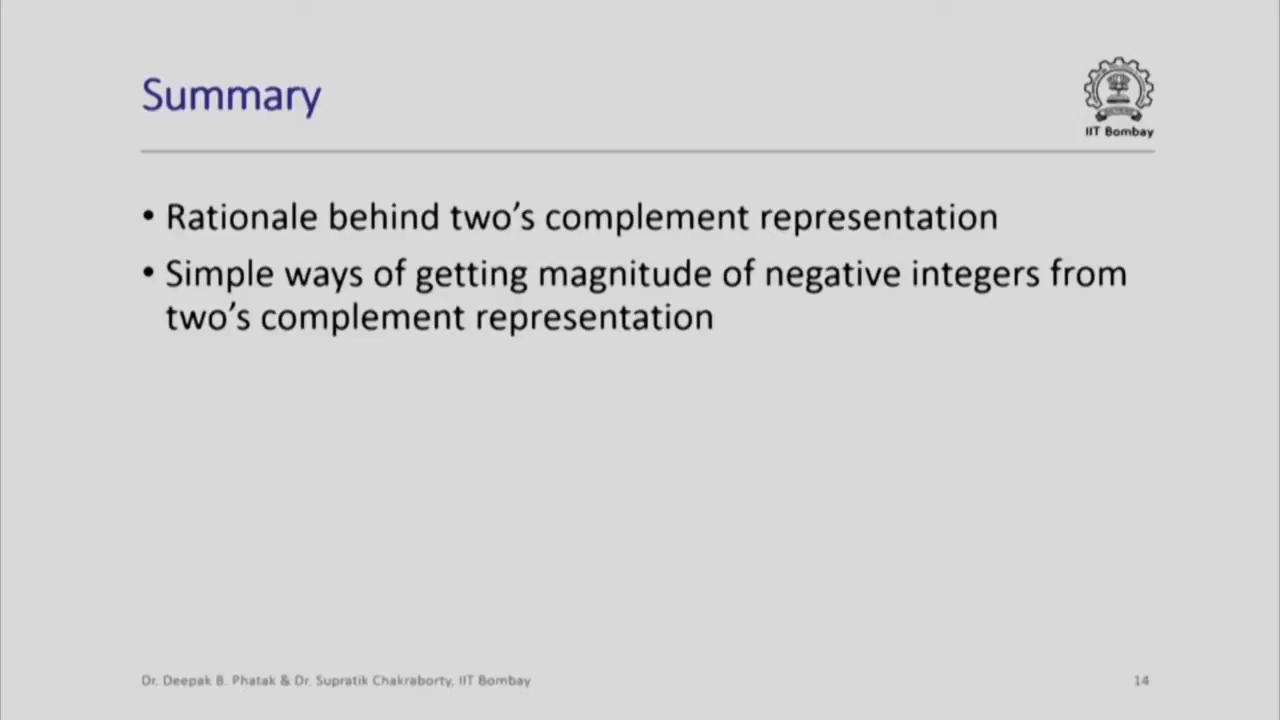 Summary
IIT Bombay
• Rationale behind two’s complement representation
• Simple ways of getting magnitude of negative integers from
two’s complement representation
Dr. Deepak B. Phatak & Dr. Supratik Chakraborty, IIT Bombay
14